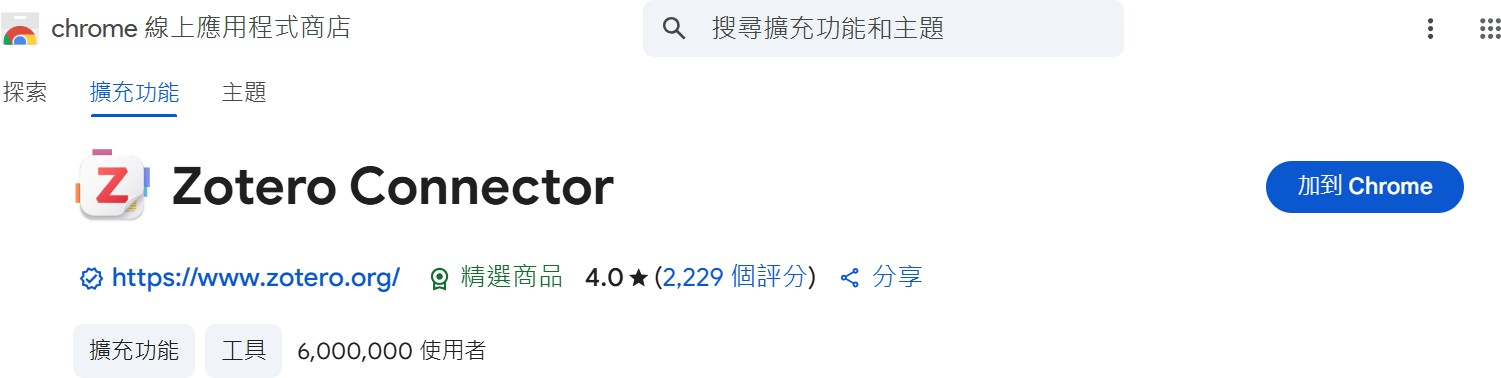 chrome 線上應用程式商店
搜尋擴充功能和主題
探索 擴充功能 主題
Z Zotero Connector
加到 Chrome
https://www.zotero.org/ 精選商品 4.0 ★ (2,229 個評分) 分享
擴充功能 工具 6,000,000 使用者